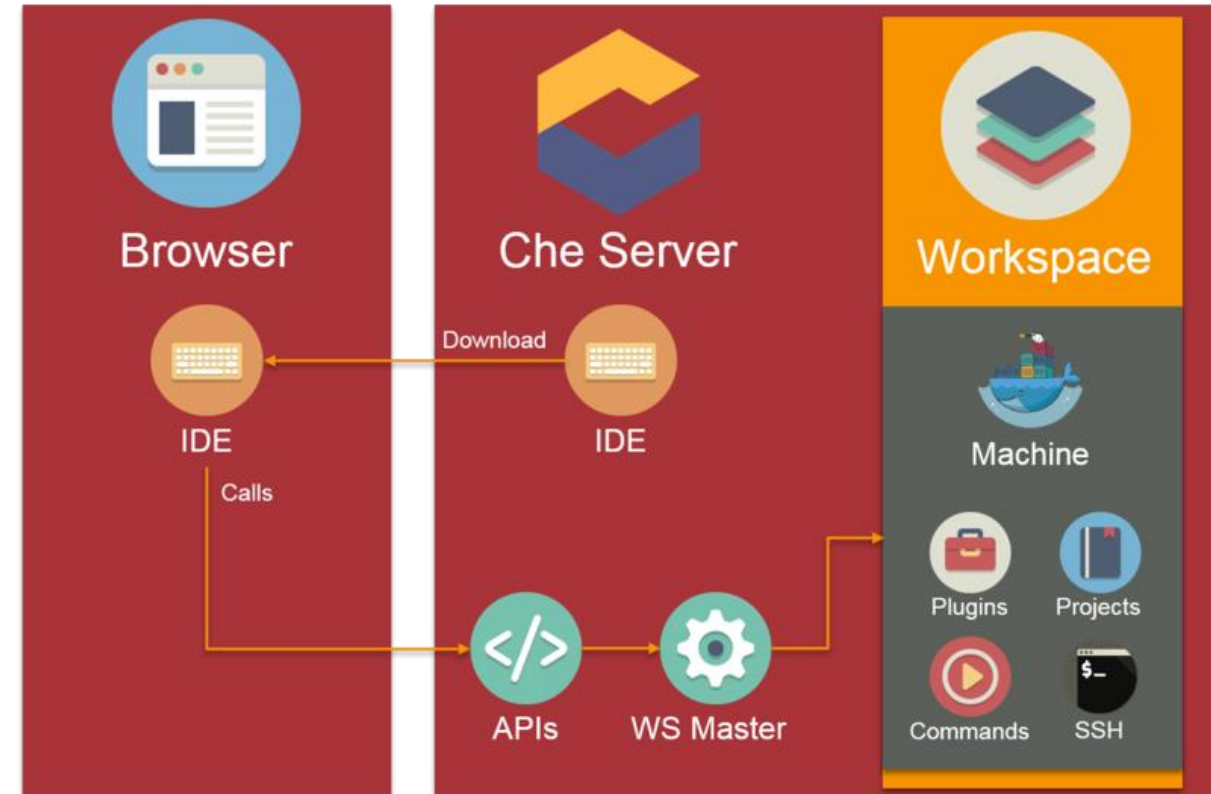 Browser
Che Server
Workspace
Download
IDE
IDE
Machine
Calls
Plugins
Projects
APIs
WS Master
$_
Commands
SSH